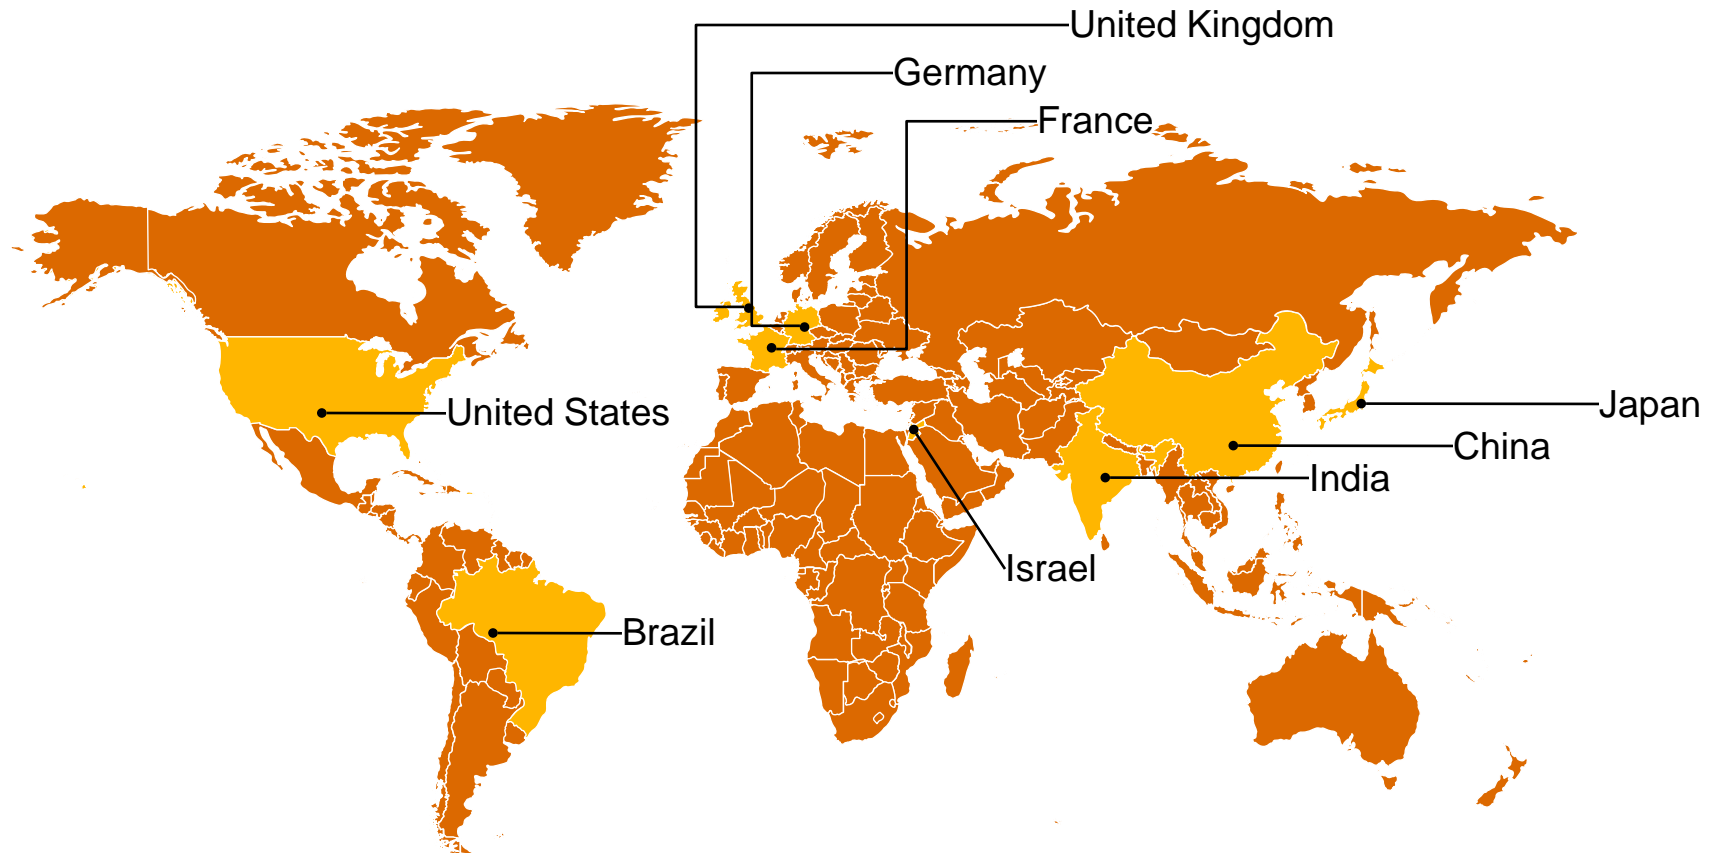 United Kingdom
Germany
France
United States
Japan
China
India
Israel
Brazil